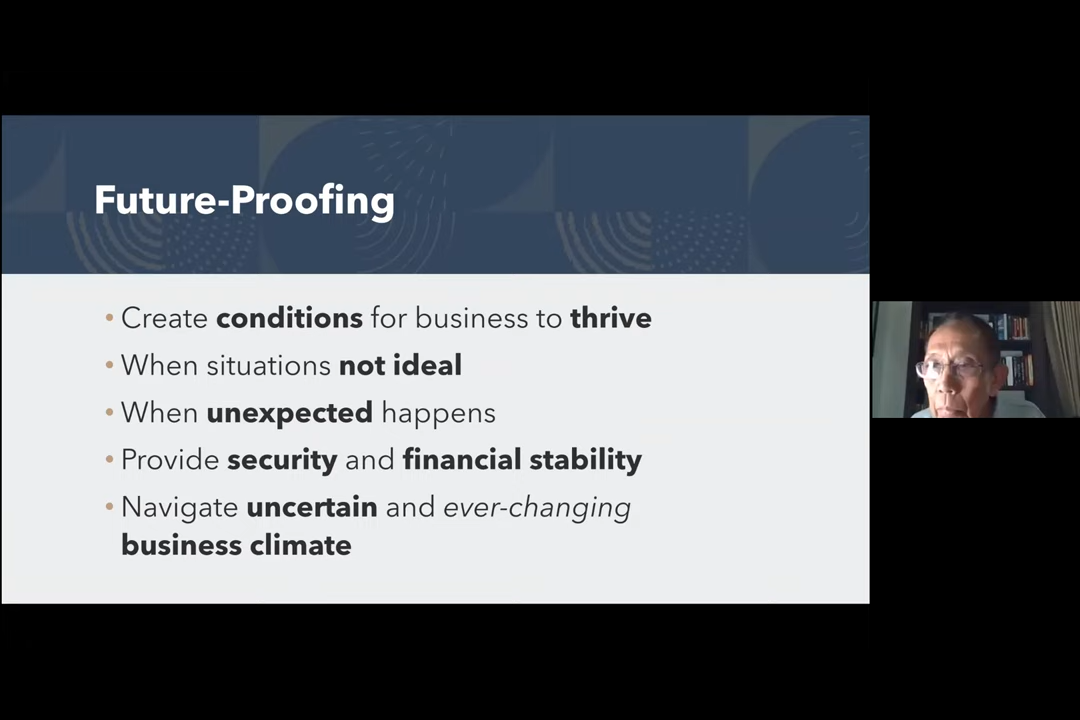 Future-Proofing
• Create conditions for business to thrive
• When situations not ideal
• When unexpected happens
• Provide security and financial stability
• Navigate uncertain and ever-changing
business climate